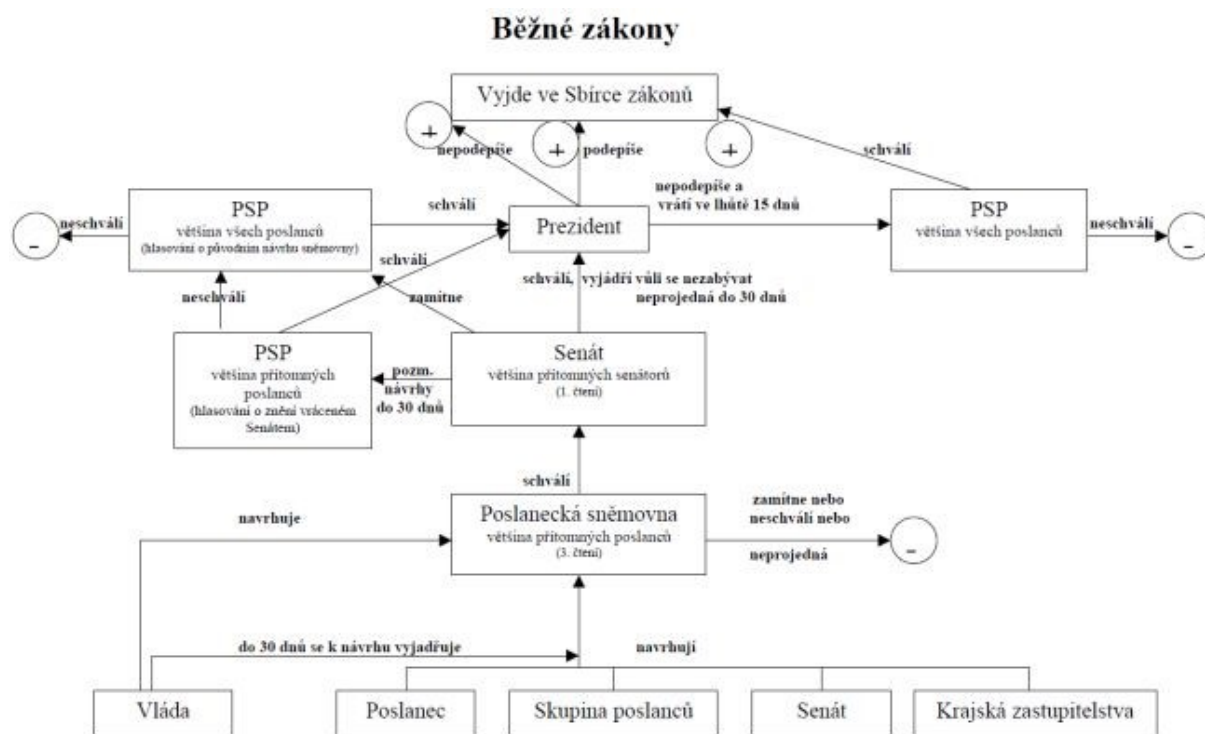 Běžné zákony
Vyjde ve Sbírce zákonů
+
+
+
nepodepíše
podepíše
schválí
PSP
většina všech poslanců
(hlasování o původním návrhu sněmovny)
neschválí
-
schválí
Prezident
nepodepíše a
vrátí ve lhůtě 15 dnů
PSP
většina všech poslanců
neschválí
-
schválí
neschválí
zamítne
schválí, vyjádří vůli se nezabývat
neprojedná do 30 dnů
PSP
většina přítomných
poslanců
(hlasování o znění vráceném
Senátem)
pozm.
návrhy
do 30 dnů
Senát
většina přítomných senátorů
(1. čtení)
schválí
navrhuje
Poslanecká sněmovna
většina přítomných poslanců
(3. čtení)
zamítne nebo
neschválí nebo
neprojedná
-
do 30 dnů se k návrhu vyjadřuje
navrhují
Vláda
Poslanec
Skupina poslanců
Senát
Krajská zastupitelstva